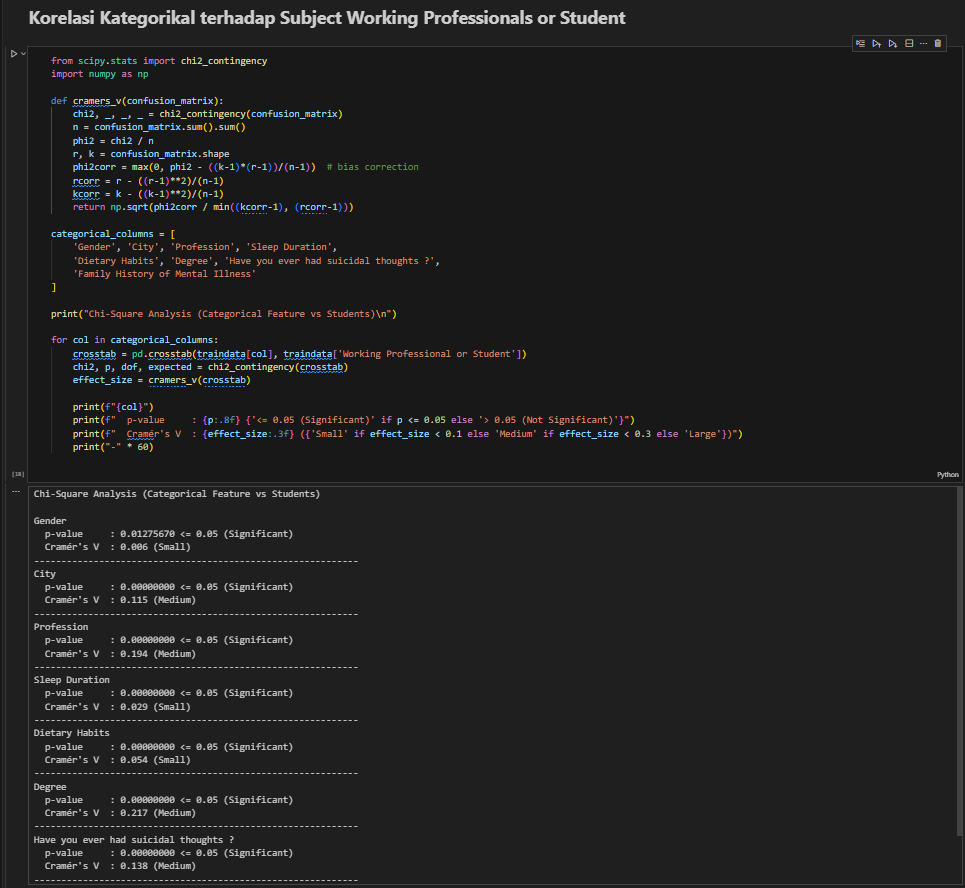 Korelasi Kategorikal terhadap Subject Working Professionals or Student
from scipy.stats import chi2_contingency
import numpy as np
def cramers_v(confusion_matrix):
    chi2, _, _, _ = chi2_contingency(confusion_matrix)
    n = confusion_matrix.sum().sum()
    phi2 = chi2 / n
    r, k = confusion_matrix.shape
    phi2corr = max(0, phi2 - ((k-1)*(r-1))/(n-1))  # bias correction
    rcorr = r - ((r-1)**2)/(n-1)
    kcorr = k - ((k-1)**2)/(n-1)
    return np.sqrt(phi2corr / min((kcorr-1), (rcorr-1)))
categorical_columns = [
    'Gender', 'City', 'Profession', 'Sleep Duration',
    'Dietary Habits', 'Degree', 'Have you ever had suicidal thoughts ?',
    'Family History of Mental Illness'
]
print("Chi-Square Analysis (Categorical Feature vs Students)\n")
for col in categorical_columns:
    crosstab = pd.crosstab(traindata[col], traindata['Working Professional or Student'])
    chi2, p, dof, expected = chi2_contingency(crosstab)
    effect_size = cramers_v(crosstab)
    print(f"{col}")
    print(f"  p-value     : {p:.8f} {'<= 0.05 (Significant)' if p <= 0.05 else '> 0.05 (Not Significant)'}")
    print(f"  Cramér's V  : {effect_size:.3f} ({'Small' if effect_size < 0.1 else 'Medium' if effect_size < 0.3 else 'Large'})")
    print("-" * 60)
[18]
Python
Chi-Square Analysis (Categorical Feature vs Students)
Gender
  p-value     : 0.01275670 <= 0.05 (Significant)
  Cramér's V  : 0.006 (Small)
------------------------------------------------------------
City
  p-value     : 0.00000000 <= 0.05 (Significant)
  Cramér's V  : 0.115 (Medium)
------------------------------------------------------------
Profession
  p-value     : 0.00000000 <= 0.05 (Significant)
  Cramér's V  : 0.194 (Medium)
------------------------------------------------------------
Sleep Duration
  p-value     : 0.00000000 <= 0.05 (Significant)
  Cramér's V  : 0.029 (Small)
------------------------------------------------------------
Dietary Habits
  p-value     : 0.00000000 <= 0.05 (Significant)
  Cramér's V  : 0.054 (Small)
------------------------------------------------------------
Degree
  p-value     : 0.00000000 <= 0.05 (Significant)
  Cramér's V  : 0.217 (Medium)
------------------------------------------------------------
Have you ever had suicidal thoughts ?
  p-value     : 0.00000000 <= 0.05 (Significant)
  Cramér's V  : 0.138 (Medium)
------------------------------------------------------------